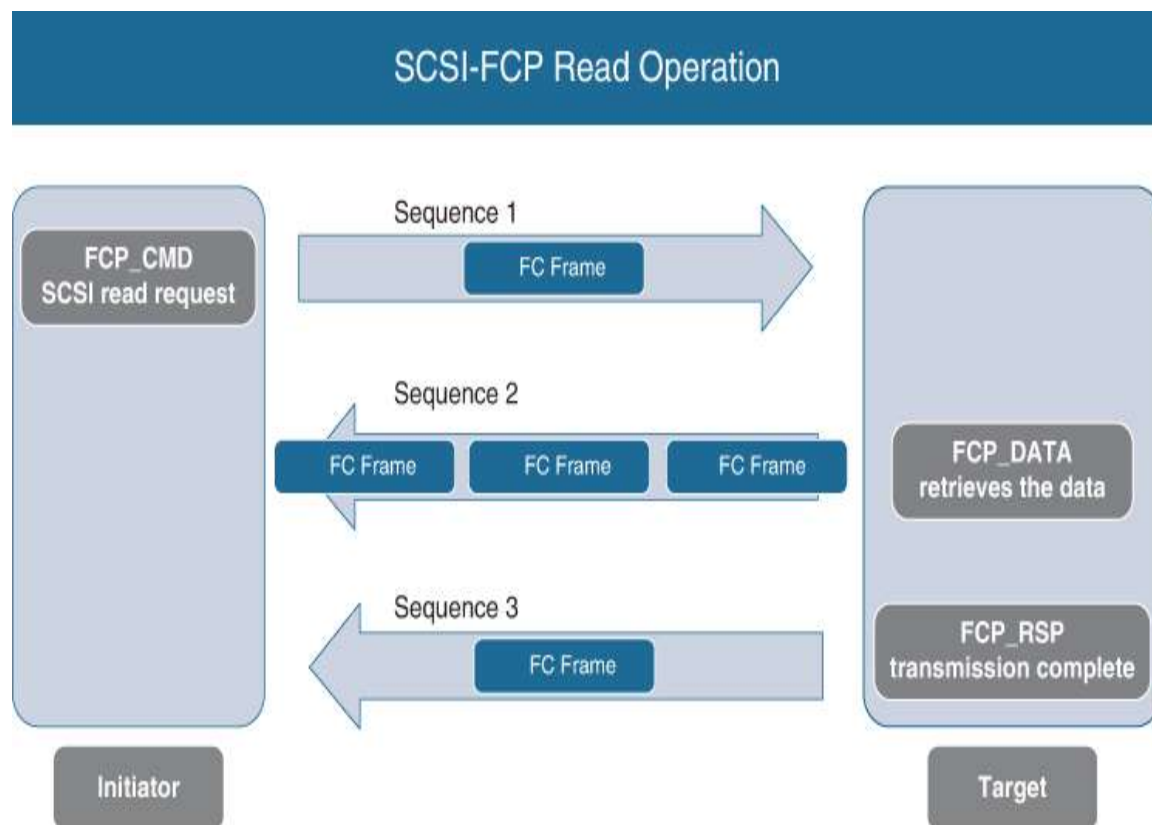 SCSI-FCP Read Operation
Sequence 1
FCP_CMD
SCSI read request
FC Frame
Sequence 2
FC Frame
FC Frame
FC Frame
FCP_DATA
retrieves the data
Sequence 3
FC Frame
FCP_RSP
transmission complete
Initiator
Target